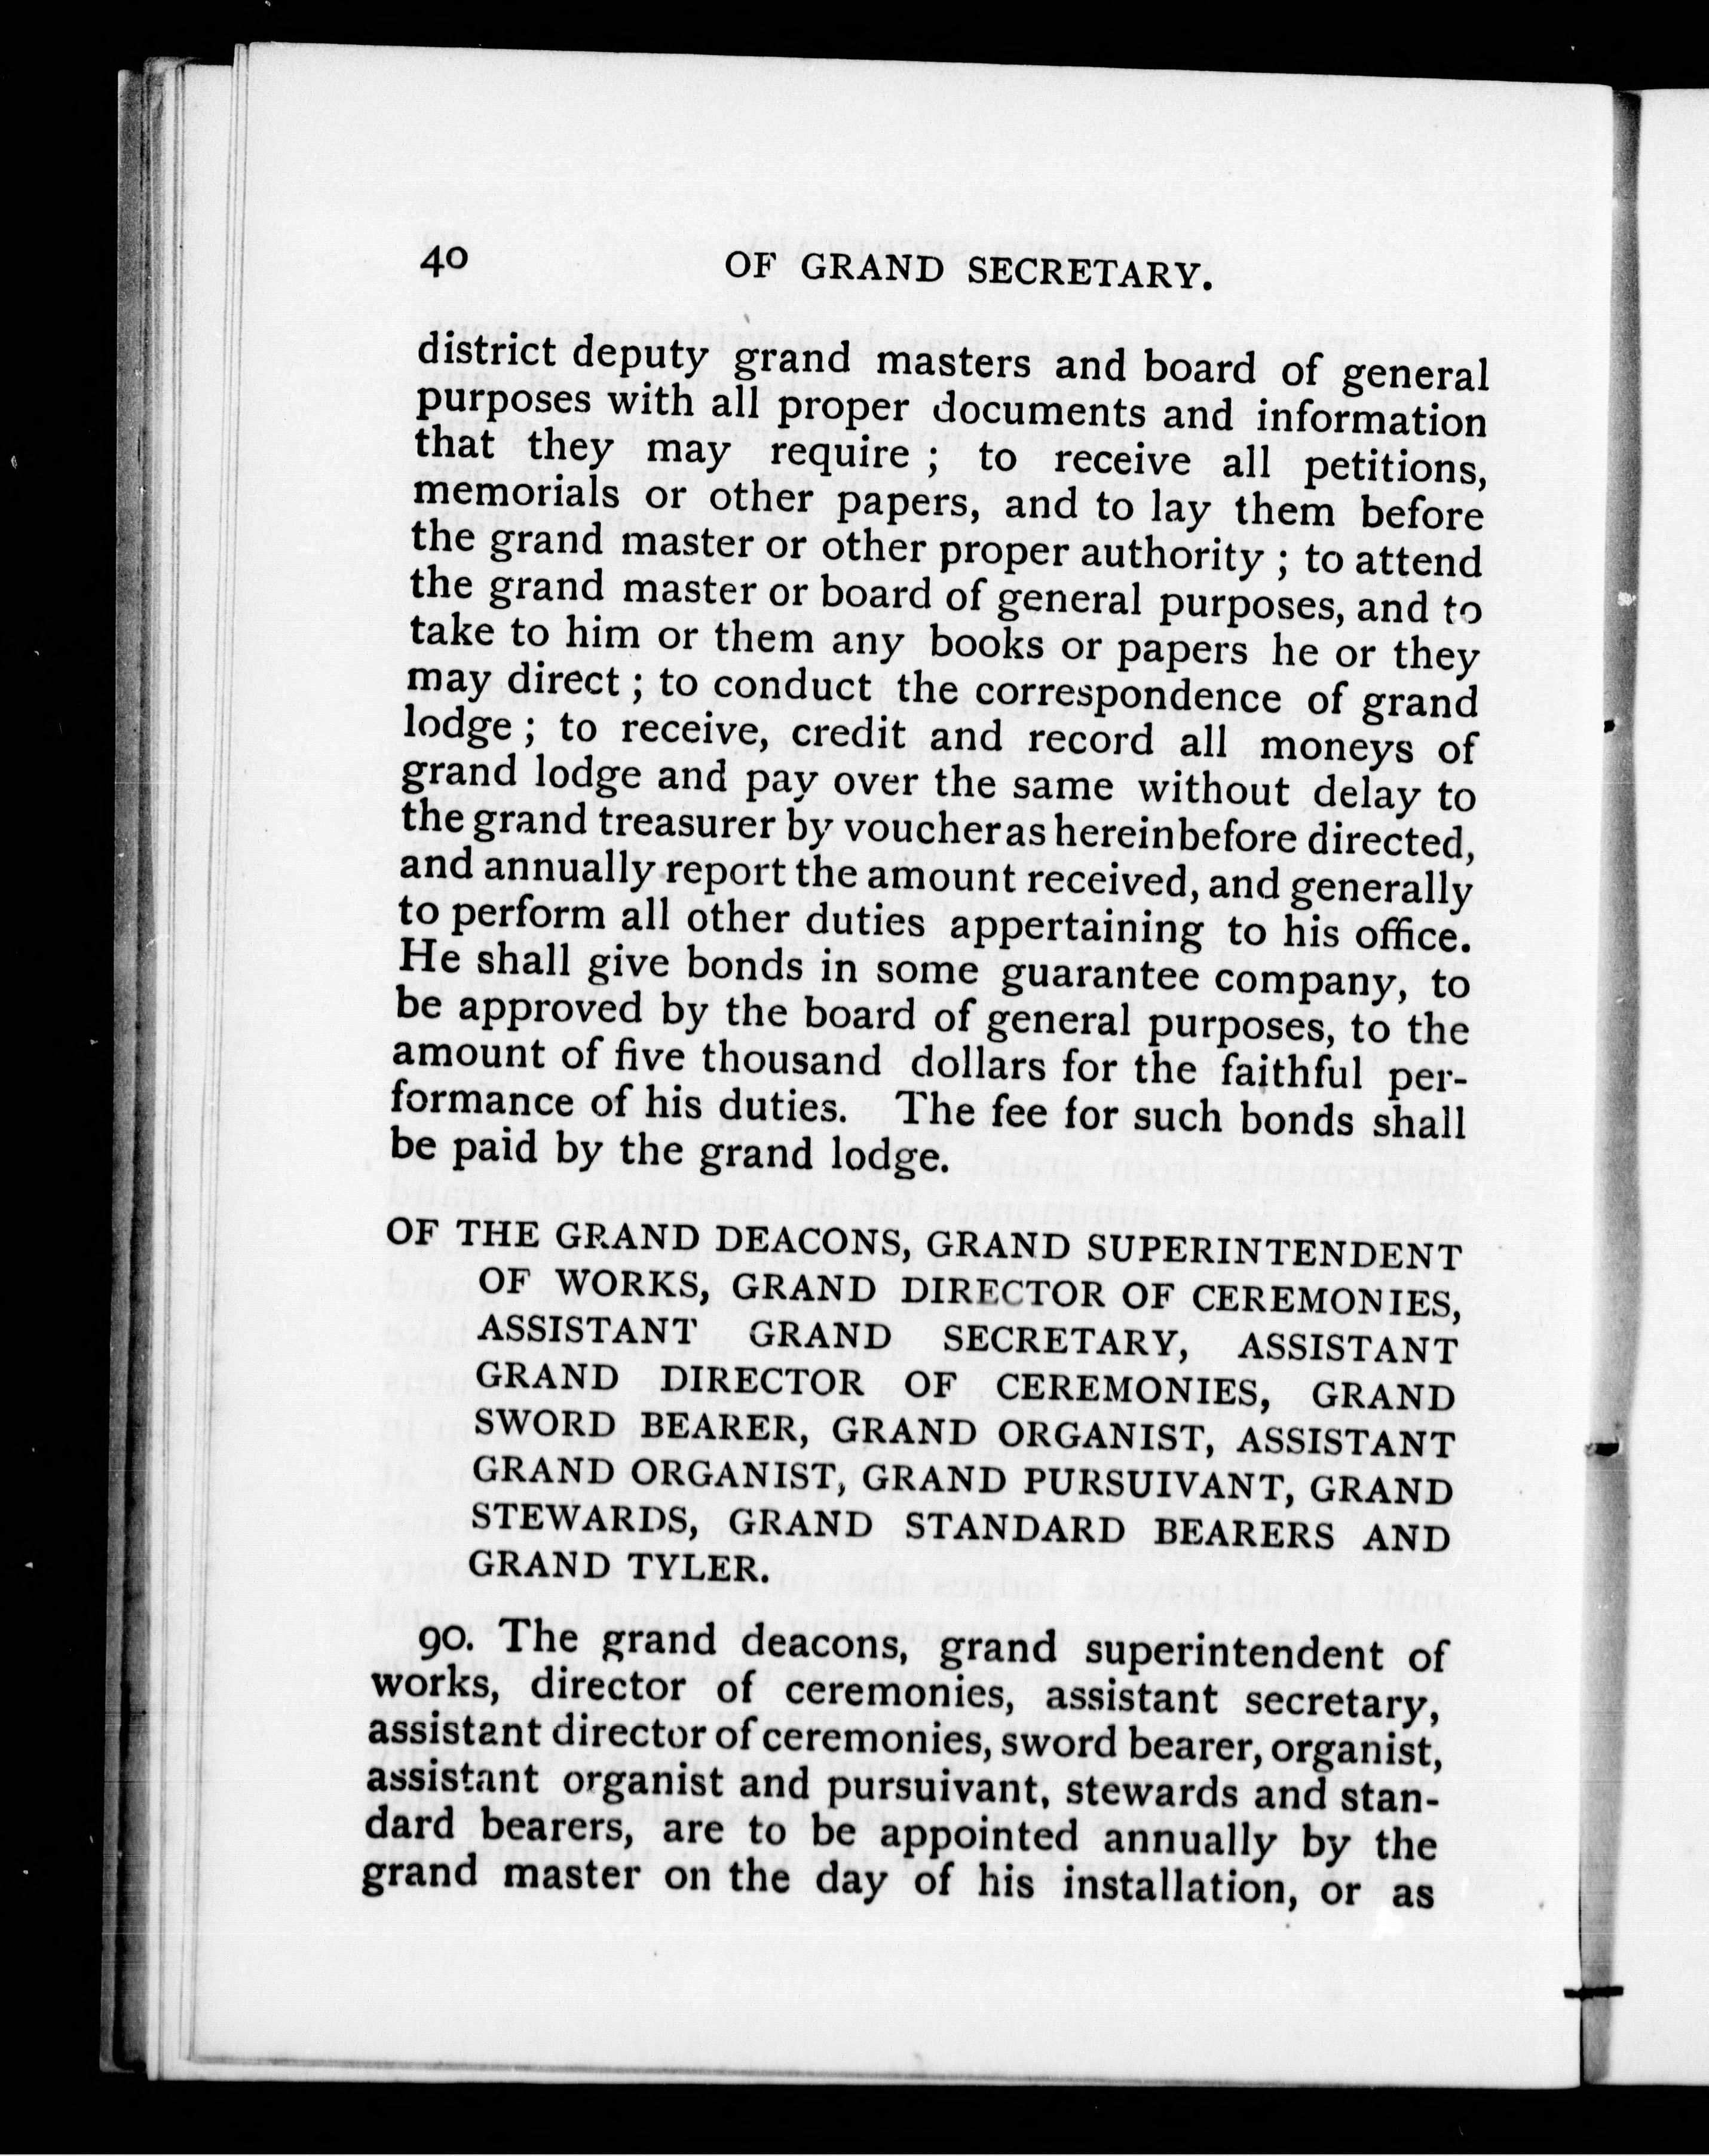 40 OF GRAND SECRETARY.
district deputy grand masters and board of general
purposes with all proper documents and information
that they may require ; to receive all petitions,
memorials or other papers, and to lay them before
the grand master or other proper authority ; to attend
the grand master or board of general purposes, and to
take to him or them any books or papers he or they
may direct ; to conduct the correspondence of grand
lodge ; to receive, credit and record all moneys of
grand lodge and pay over the same without delay to
the grand treasurer by voucher as hereinbefore directed,
and annually report the amount received, and generally
to perform all other duties appertaining to his office.
He shall give bonds in some guarantee company, to
be approved by the board of general purposes, to the
amount of five thousand dollars for the faithful per-
formance of his duties. The fee for such bonds shall
be paid by the grand lodge.
OF THE GRAND DEACONS, GRAND SUPERINTENDENT
OF WORKS, GRAND DIRECTOR OF CEREMONIES,
ASSISTANT GRAND SECRETARY, ASSISTANT
GRAND DIRECTOR OF CEREMONIES, GRAND
SWORD BEARER, GRAND ORGANIST, ASSISTANT
GRAND ORGANIST, GRAND PURSUIVANT, GRAND
STEWARDS, GRAND STANDARD BEARERS AND
GRAND TYLER.
90. The grand deacons, grand superintendent of
works, director of ceremonies, assistant secretary,
assistant director of ceremonies, sword bearer, organist,
assistant organist and pursuivant, stewards and stan-
dard bearers, are to be appointed annually by the
grand master on the day of his installation, or as